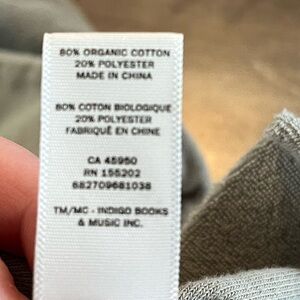 80% ORGANIC COTTON
20% POLYESTER
MADE IN CHINA
80% COTON BIOLOGIQUE
20% POLYESTER
FABRIQUÉ EN CHINE
CA 45960
RN 155202
682709681038
TM/MC - INDIGO BOOKS
& MUSIC INC.